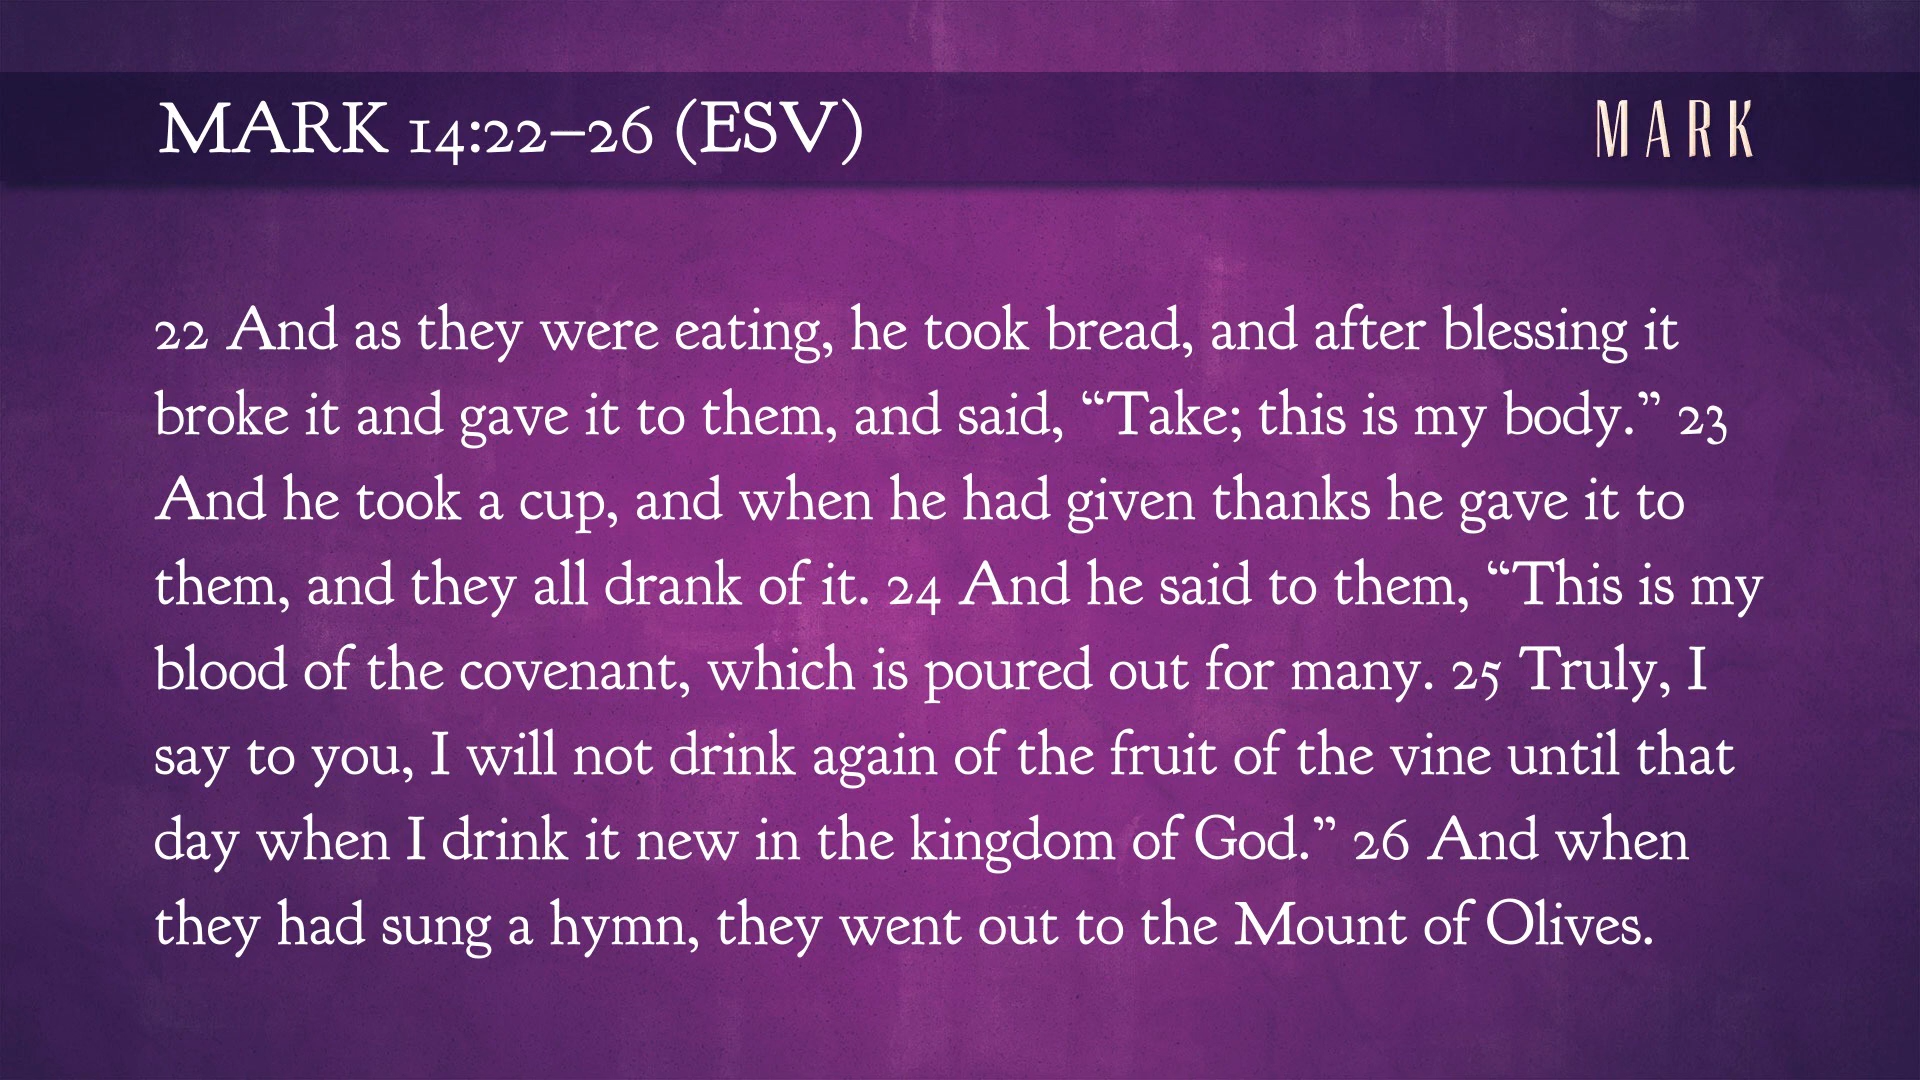 MARK 14:22–26 (ESV)
MARK
22 And as they were eating, he took bread, and after blessing it
broke it and gave it to them, and said, “Take; this is my body.” 23
And he took a cup, and when he had given thanks he gave it to
them, and they all drank of it. 24 And he said to them, “This is my
blood of the covenant, which is poured out for many. 25 Truly, I
say to you, I will not drink again of the fruit of the vine until that
day when I drink it new in the kingdom of God.” 26 And when
they had sung a hymn, they went out to the Mount of Olives.